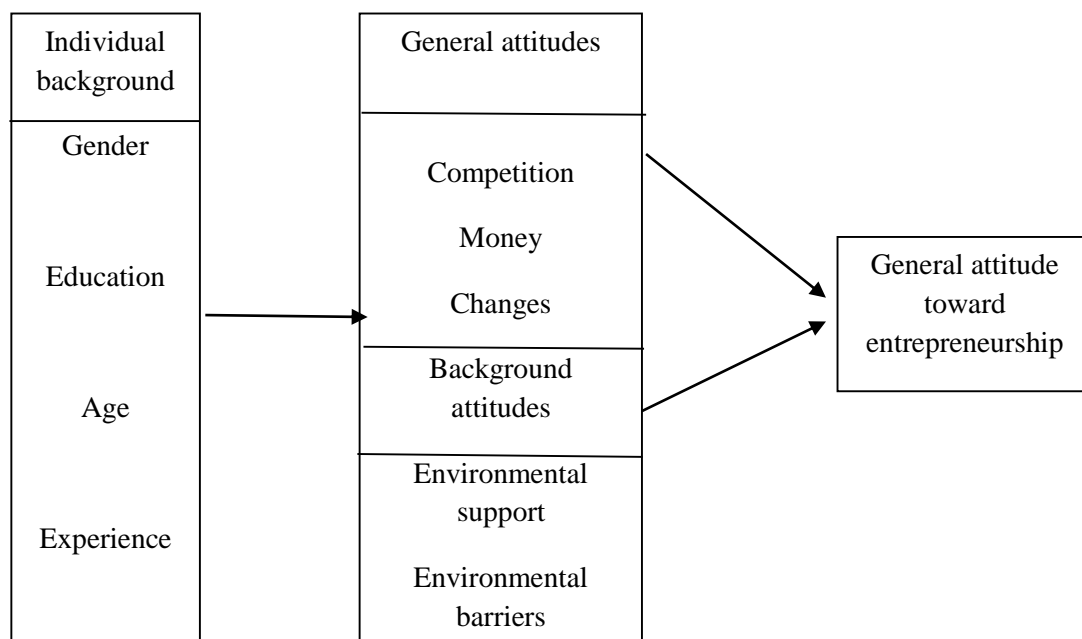 Individual
background
Gender
Education
Age
Experience
General attitudes
Competition
Money
Changes
Background
attitudes
Environmental
support
Environmental
barriers
General attitude
toward
entrepreneurship